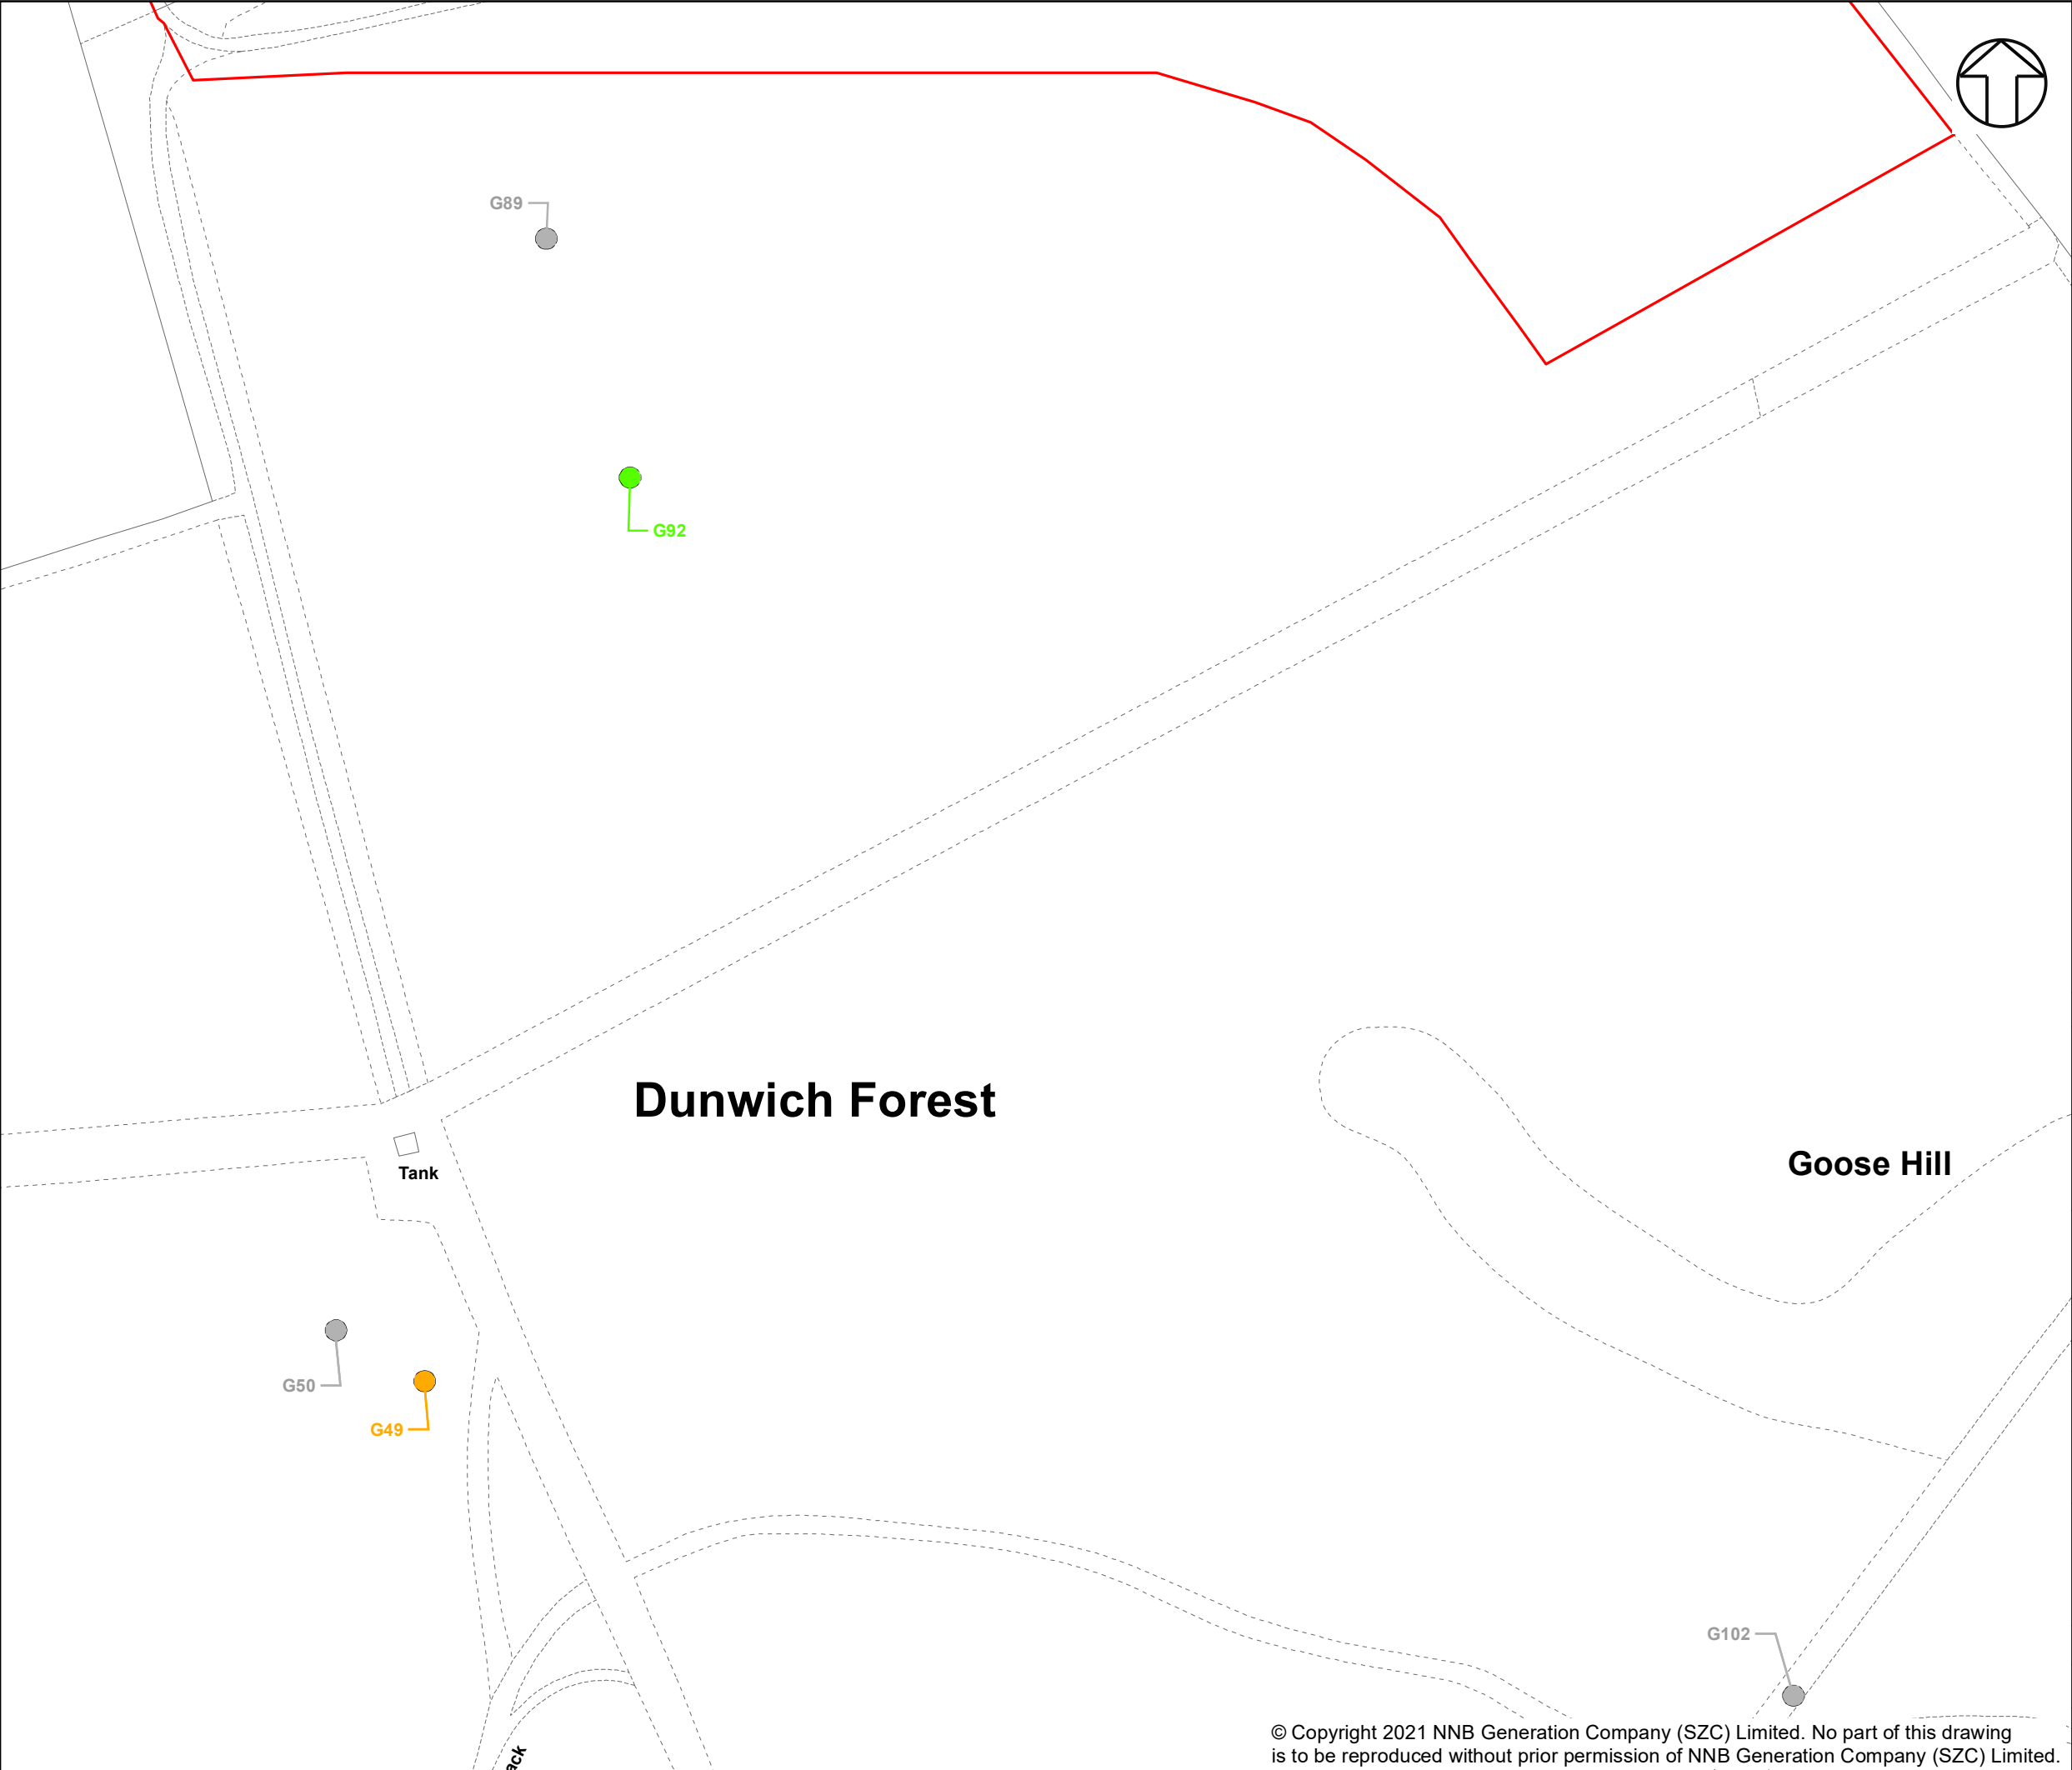 G89
G92
Dunwich Forest
Goose Hill
Tank
G50
G49
G102
© Copyright 2021 NNB Generation Company (SZC) Limited. No part of this drawing
is to be reproduced without prior permission of NNB Generation Company (SZC) Limited.